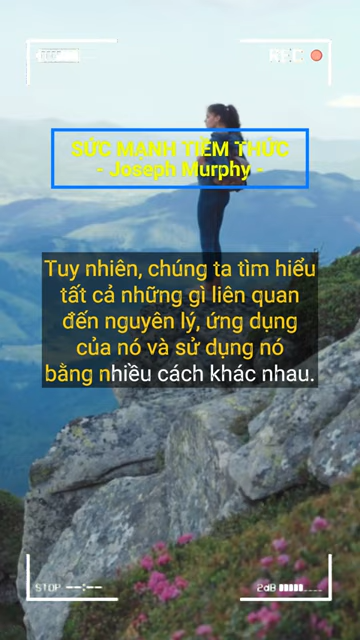 SỨC MẠNH TIỀM THỨC
- Joseph Murphy -
Tuy nhiên, chúng ta tìm hiểu
tất cả những gì liên quan
đến nguyên lý, ứng dụng
của nó và sử dụng nó
bằng nhiều cách khác nhau.
STOP --:--
2dB